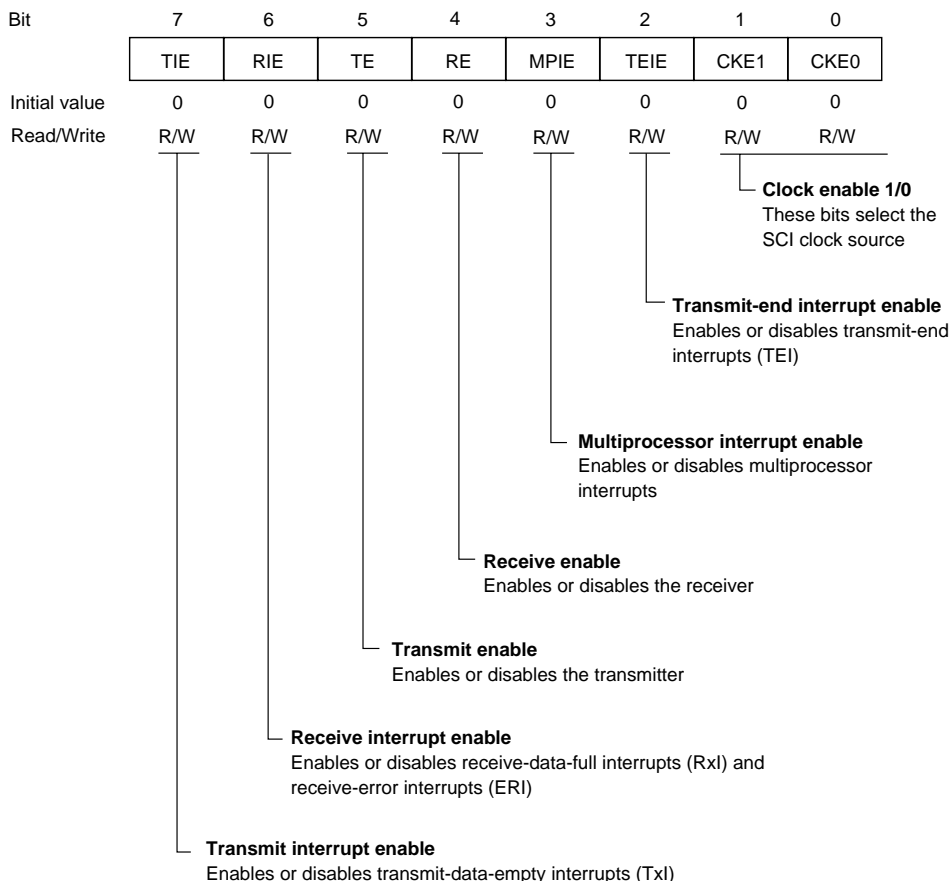 Bit 7 6 5 4 3 2 1 0
TIE RIE TE RE MPIE TEIE CKE1 CKE0
Initial value 0 0 0 0 0 0 0 0
Read/Write R/W R/W R/W R/W R/W R/W R/W R/W
Clock enable 1/0
These bits select the
SCI clock source
Transmit-end interrupt enable
Enables or disables transmit-end
interrupts (TEI)
Multiprocessor interrupt enable
Enables or disables multiprocessor
interrupts
Receive enable
Enables or disables the receiver
Transmit enable
Enables or disables the transmitter
Receive interrupt enable
Enables or disables receive-data-full interrupts (RxI) and
receive-error interrupts (ERI)
Transmit interrupt enable
Enables or disables transmit-data-empty interrupts (TxI)